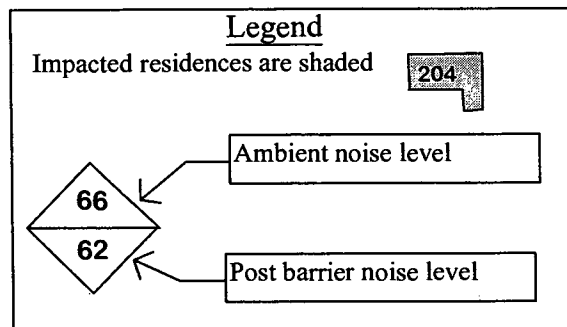 Legend
Impacted residences are shaded
204
Ambient noise level
66
62
Post barrier noise level